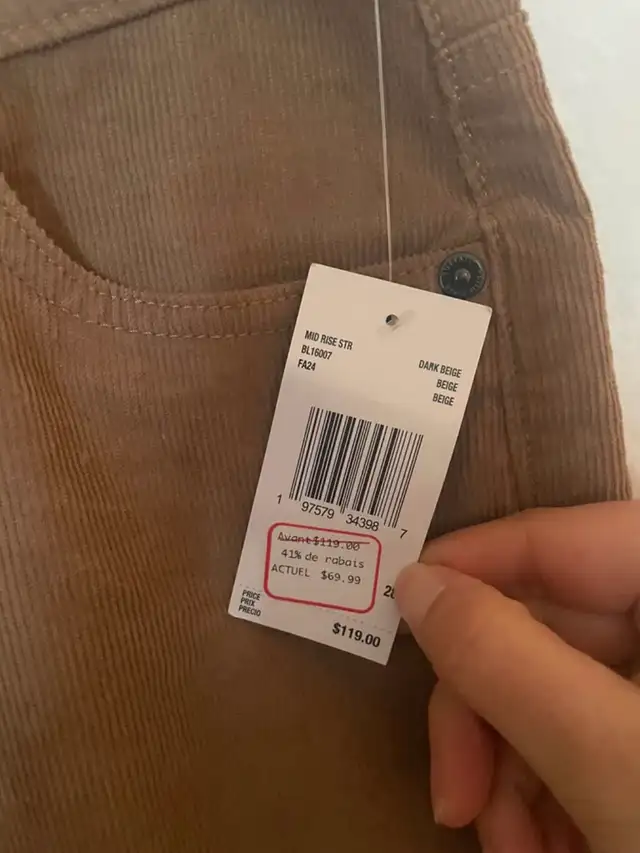 MID RISE STR
BL16007
FA24
DARK BEIGE
BEIGE
BEIGE
1 97579 34398 7
Avant $119.00
41% de rabais
ACTUEL $69.99
PRICE
PRIX
PRECIO
$119.00